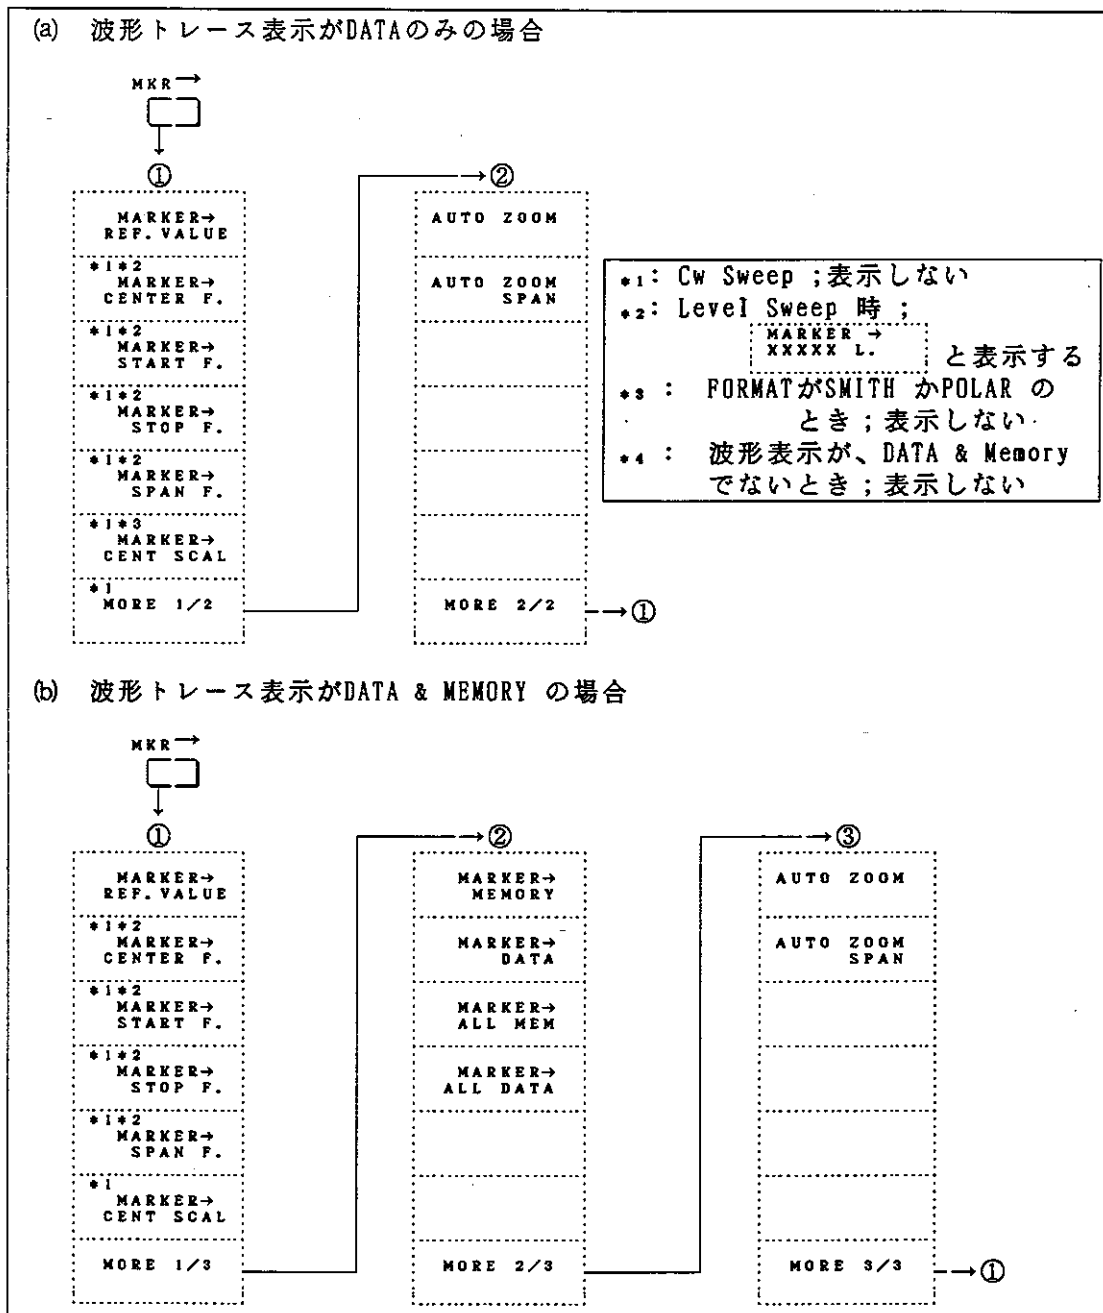 (a) 波形トレース表示がDATAのみの場合
MKR→
①
MARKER→
REF.VALUE
*1*2
MARKER→
CENTER F.
*1*2
MARKER→
START F.
*1*2
MARKER→
STOP F.
*1*2
MARKER→
SPAN F.
*1*3
MARKER→
CENT SCAL
*1
MORE 1/2
→②
AUTO ZOOM
AUTO ZOOM
SPAN
MORE 2/2
→①
*1: Cw Sweep ;表示しない
*2: Level Sweep 時 ;
MARKER →
XXXXX L.
と表示する
*3 : FORMATがSMITH かPOLAR の
とき ; 表示しない
*4 : 波形表示が、DATA & Memory
でないとき ; 表示しない
(b) 波形トレース表示がDATA & MEMORY の場合
MKR→
①
MARKER→
REF.VALUE
*1*2
MARKER→
CENTER F.
*1*2
MARKER→
START F.
*1*2
MARKER→
STOP F.
*1*2
MARKER→
SPAN F.
*1
MARKER→
CENT SCAL
MORE 1/3
→②
MARKER→
MEMORY
MARKER→
DATA
MARKER→
ALL MEM
MARKER→
ALL DATA
MORE 2/3
→③
AUTO ZOOM
AUTO ZOOM
SPAN
MORE 3/3
→①